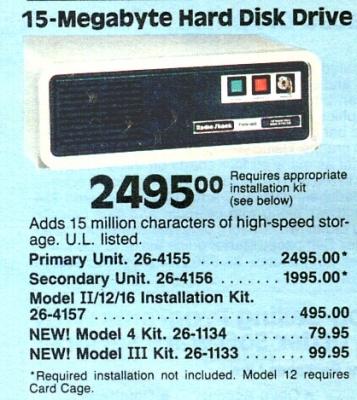 15-Megabyte Hard Disk Drive
Radio Shack
2495⁰⁰ Requires appropriate
installation kit
(see below)
Adds 15 million characters of high-speed stor-
age. U.L. listed.
Primary Unit. 26-4155 . . . . . . . . 2495.00*
Secondary Unit. 26-4156 . . . . . . 1995.00*
Model II/12/16 Installation Kit.
26-4157 . . . . . . . . . . . . . . . . . . 495.00
NEW! Model 4 Kit. 26-1134 . . . . . . . 79.95
NEW! Model III Kit. 26-1133 . . . . . . 99.95
*Required installation not included. Model 12 requires
Card Cage.